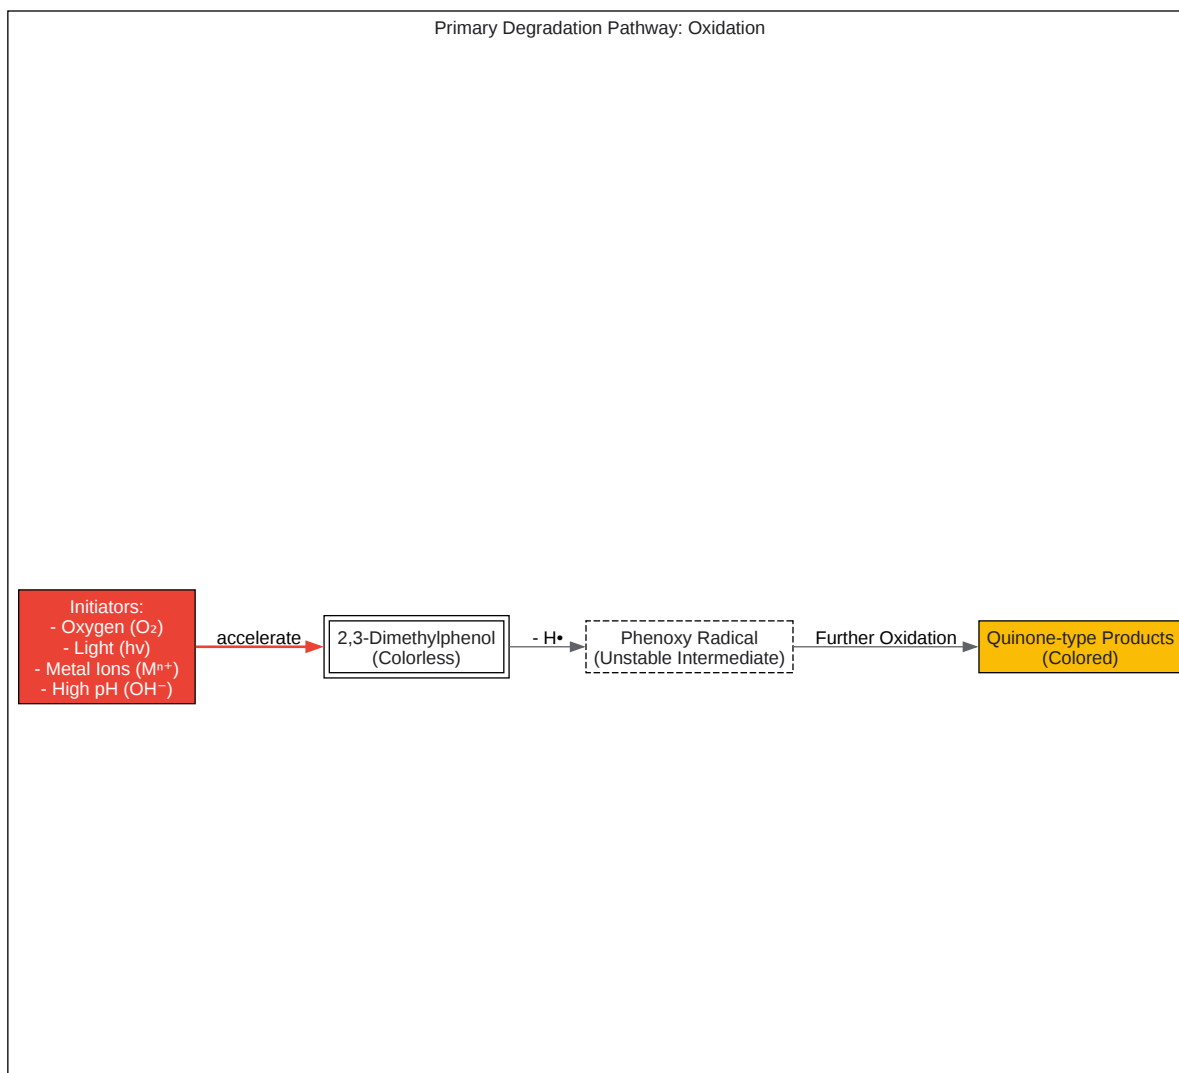 Primary Degradation Pathway: Oxidation
Initiators:
- Oxygen (O₂)
- Light (hv)
- Metal Ions (Mⁿ⁺)
- High pH (OH⁻)
accelerate
2,3-Dimethylphenol
(Colorless)
- H•
Phenoxy Radical
(Unstable Intermediate)
Further Oxidation
Quinone-type Products
(Colored)